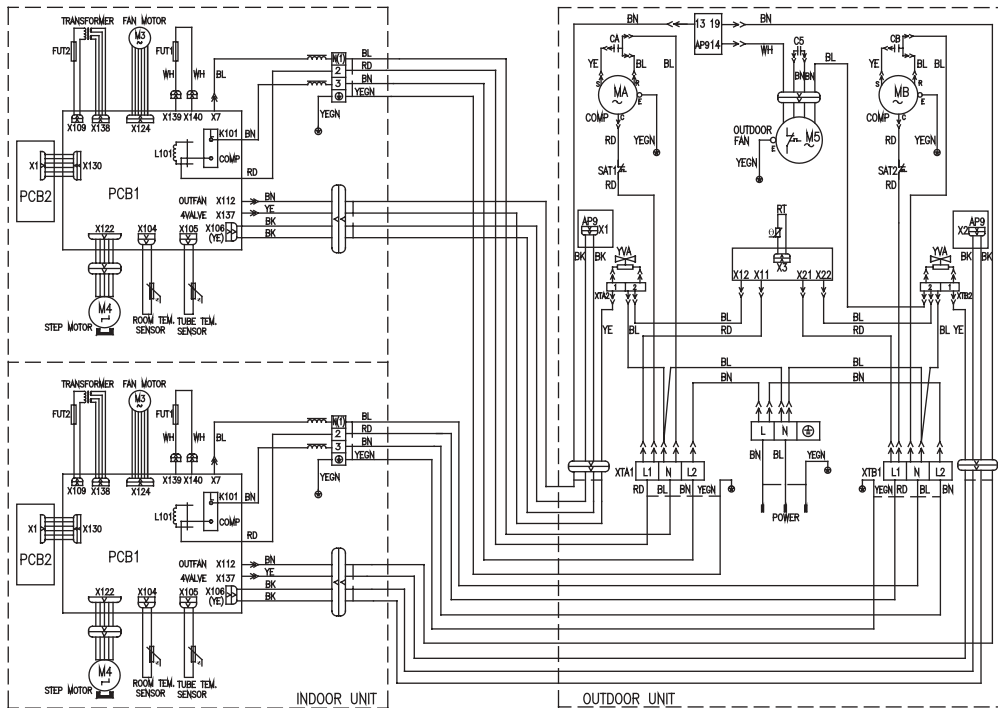 TRANSFORMER FAN MOTOR
M3
FUT2
FUT1
WH WH BL
X109 X138 X124 X139 X140 X7
K101 BN
L101
COMP
RD
X1 X130
PCB2
PCB1
OUTFAN X112 BN
4VALVE X137 YE
X106 BK
(YE) BK
X122 X104 X105
M4
STEP MOTOR
ROOM TEM. SENSOR
TUBE TEM. SENSOR
N(1) BL
2 RD
3 BN
YEGN
YEGN
TRANSFORMER FAN MOTOR
M3
FUT2
FUT1
WH WH BL
X109 X138 X124 X139 X140 X7
K101 BN
L101
COMP
RD
X1 X130
PCB2
PCB1
OUTFAN X112 BN
4VALVE X137 YE
X106 BK
(YE) BK
X122 X104 X105
M4
STEP MOTOR
ROOM TEM. SENSOR
TUBE TEM. SENSOR
N(1) BL
2 RD
3 BN
YEGN
YEGN
INDOOR UNIT
BN 13 19 BN
AP914
WH
CA
YE BL BL
S R
MA
E
COMP C
RD YEGN
SAT1
RD
C5
BN BN BL
OUTDOOR FAN
M5
E
YEGN
CB
YE BL BL
S R
MB
E
COMP C
RD YEGN
SAT2
RD
AP9
X1
BK BK
YVA
1 2
XTA2
YE BL
RT
θ
X3
X12 X11 X21 X22
BL BL
RD RD
AP9
X2
BK BK
YVA
2 1
XTB2
BL YE
BL BL
BN BN
L N
BN BL YEGN
POWER
XTA1 L1 N L2
RD BL BN YEGN
XTB1 L1 N L2
YEGN RD BL BN
OUTDOOR UNIT